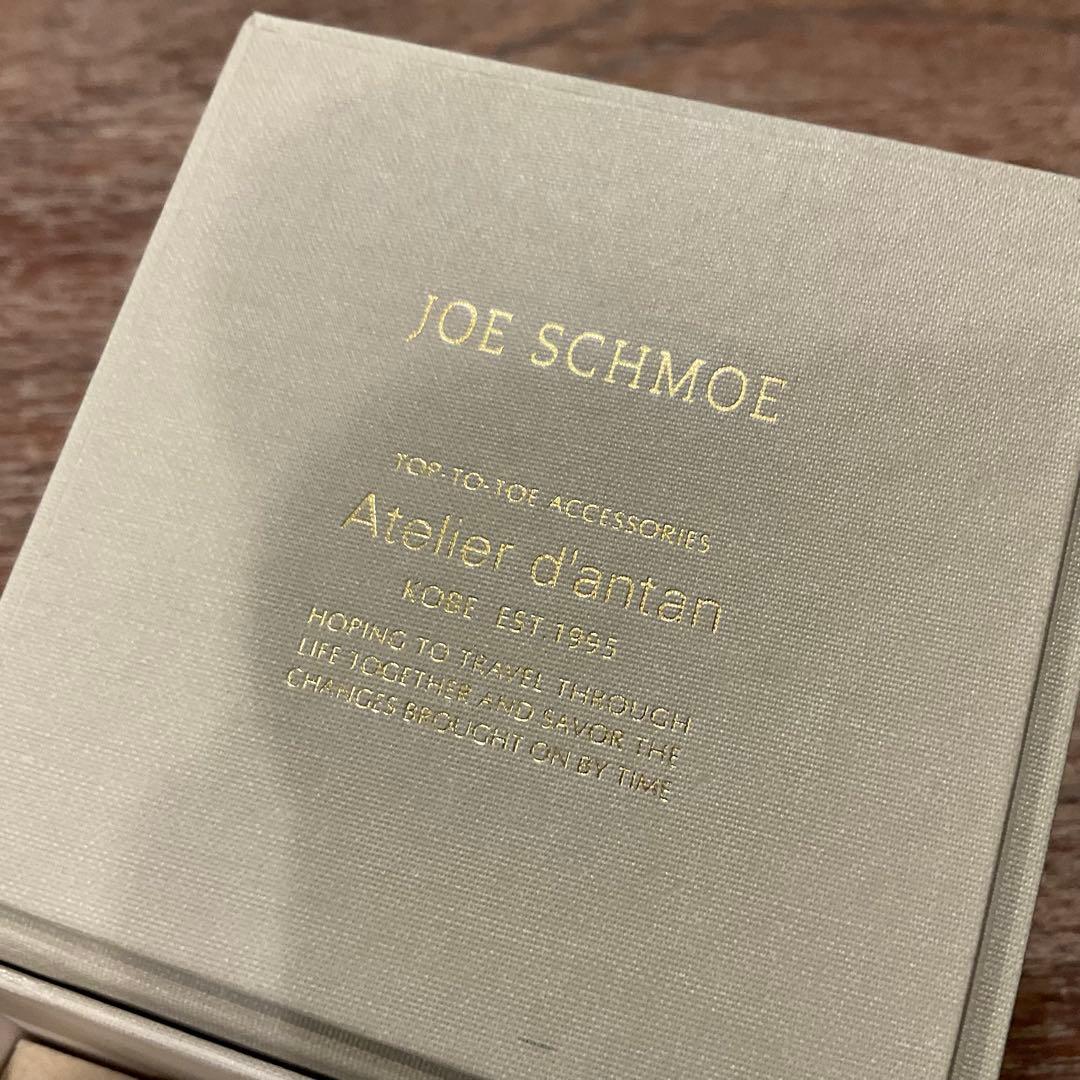 JOE SCHMOE
TOP-TO-TOE ACCESSORIES
Atelier d'antan
KOBE EST 1995
HOPING TO TRAVEL THROUGH
LIFE TOGETHER AND SAVOR THE
CHANGES BROUGHT ON BY TIME